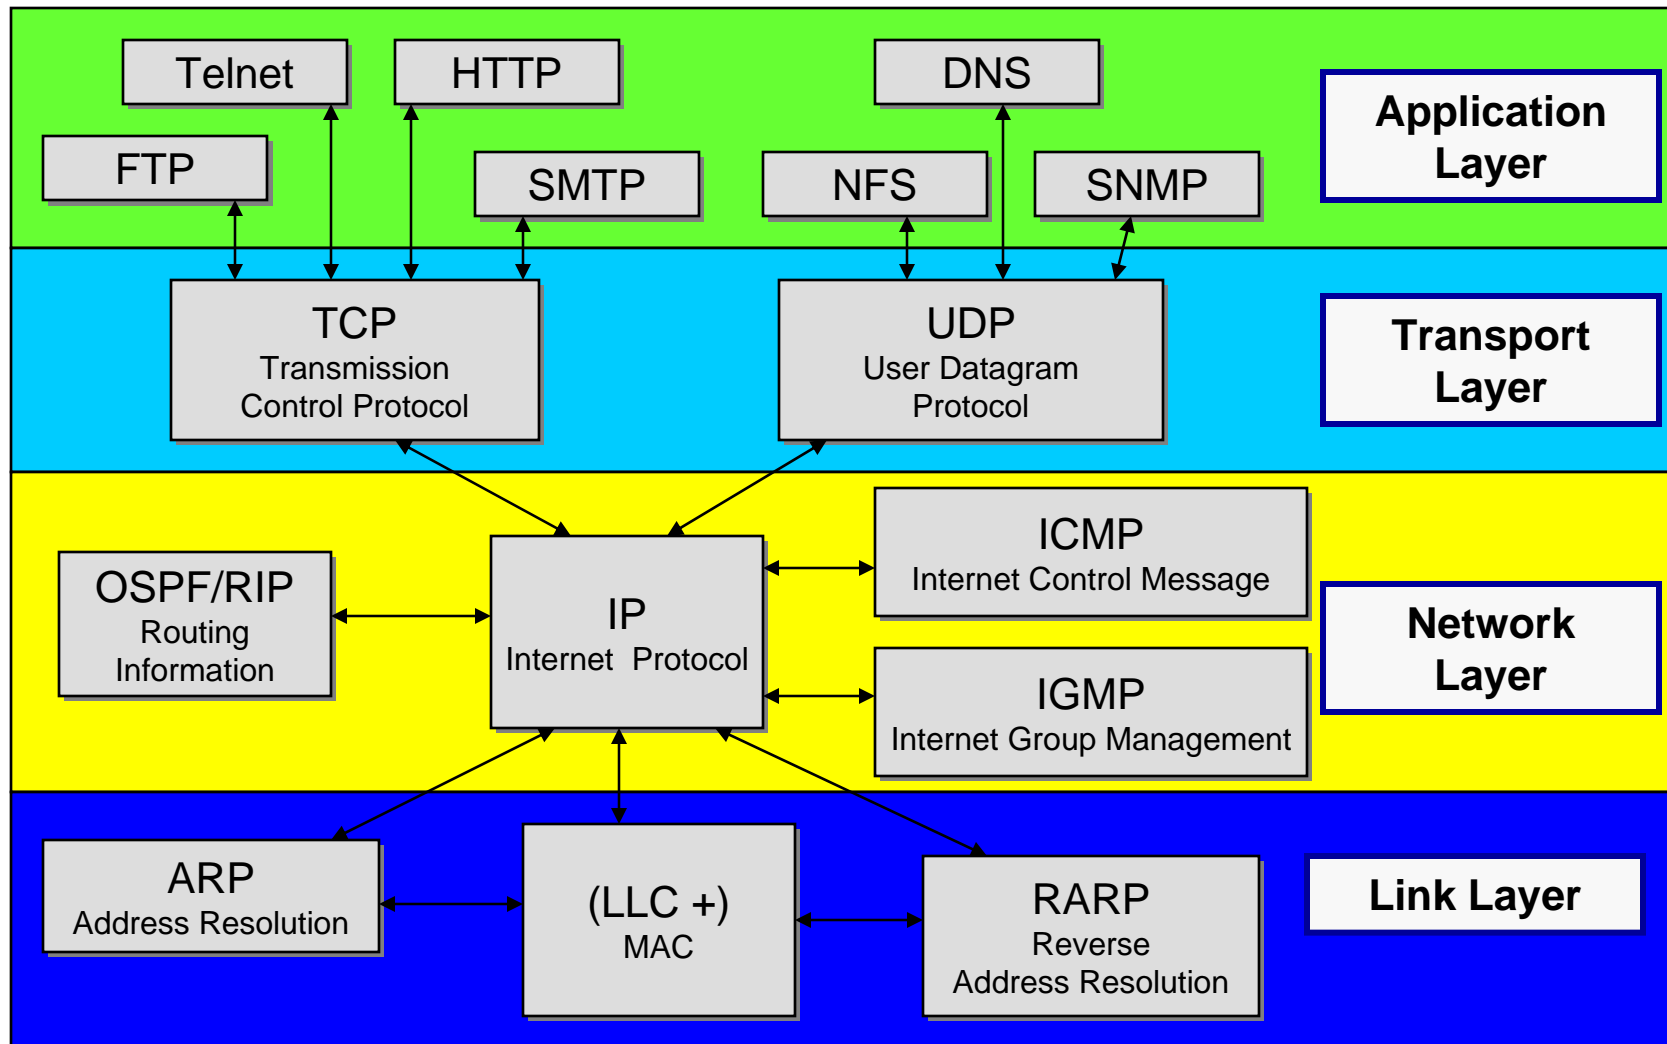 Telnet
HTTP
DNS
FTP
SMTP
NFS
SNMP
Application
Layer
TCP
Transmission
Control Protocol
UDP
User Datagram
Protocol
Transport
Layer
OSPF/RIP
Routing
Information
IP
Internet Protocol
ICMP
Internet Control Message
IGMP
Internet Group Management
Network
Layer
ARP
Address Resolution
(LLC +)
MAC
RARP
Reverse
Address Resolution
Link Layer